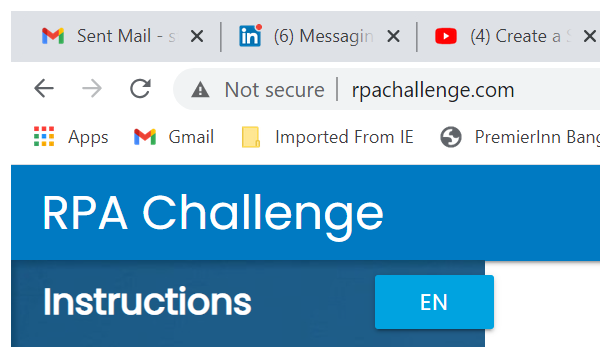 Sent Mail - s
(6) Messagin
(4) Create a S
Not secure
rpachallenge.com
Apps
Gmail
Imported From IE
PremierInn Bang
RPA Challenge
Instructions
EN